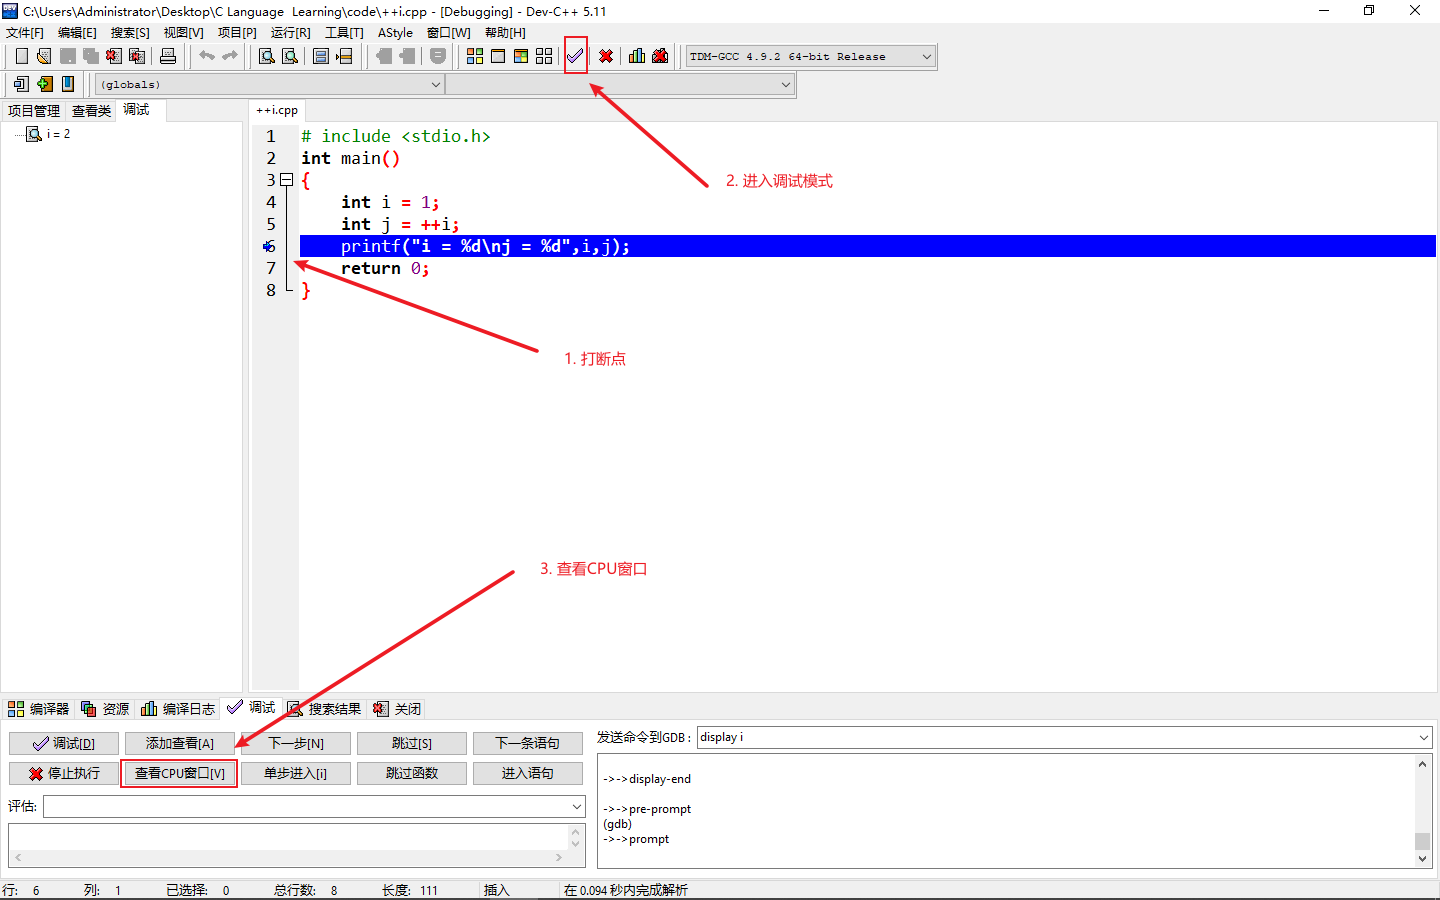 C:\Users\Administrator\Desktop\C Language  Learning\code\++i.cpp - [Debugging] - Dev-C++ 5.11
文件[F] 编辑[E] 搜索[S] 视图[V] 项目[P] 运行[R] 工具[T] AStyle 窗口[W] 帮助[H]
TDM-GCC 4.9.2 64-bit Release
(globals)
项目管理 查看类 调试
++i.cpp
i = 2
1 # include <stdio.h>
2 int main()
3 {
4 int i = 1;
5 int j = ++i;
6 printf("i = %d\nj = %d",i,j);
7 return 0;
8 }
2. 进入调试模式
1. 打断点
3. 查看CPU窗口
编译器 资源 编译日志 调试 搜索结果 关闭
调试[D] 添加查看[A] 下一步[N] 跳过[S] 下一条语句
停止执行 查看CPU窗口[V] 单步进入[i] 跳过函数 进入语句
评估:
发送命令到GDB: display i
->->display-end
->->pre-prompt
(gdb)
->->prompt
行: 6 列: 1 已选择: 0 总行数: 8 长度: 111 插入 在 0.094 秒内完成解析